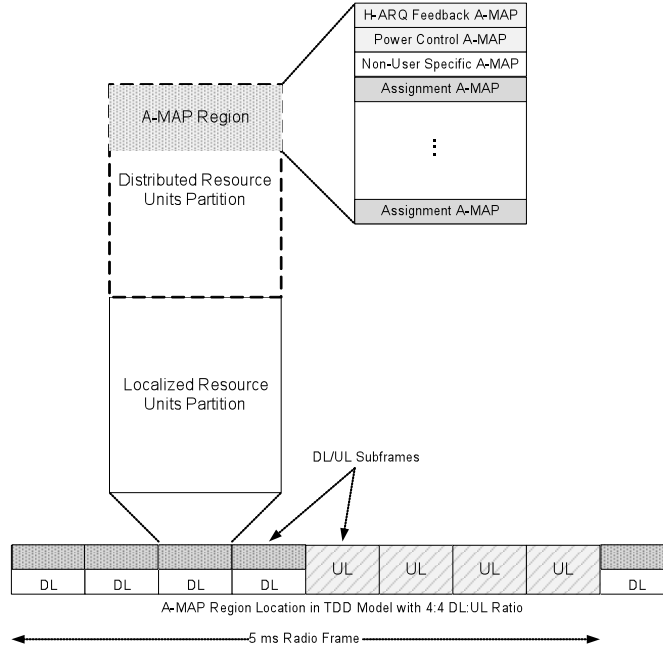 H-ARQ Feedback A-MAP
Power Control A-MAP
Non-User Specific A-MAP
Assignment A-MAP
Assignment A-MAP
A-MAP Region
Distributed Resource
Units Partition
Localized Resource
Units Partition
DL/UL Subframes
DL DL DL DL UL UL UL UL DL
A-MAP Region Location in TDD Model with 4:4 DL:UL Ratio
5 ms Radio Frame